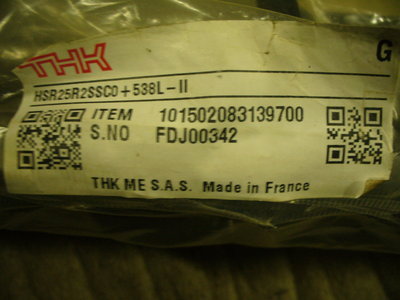 THK
G
HSR25R2SSC0+538L-II
ITEM 101502083139700
S.NO FDJ00342
THK ME S.A.S. Made in France